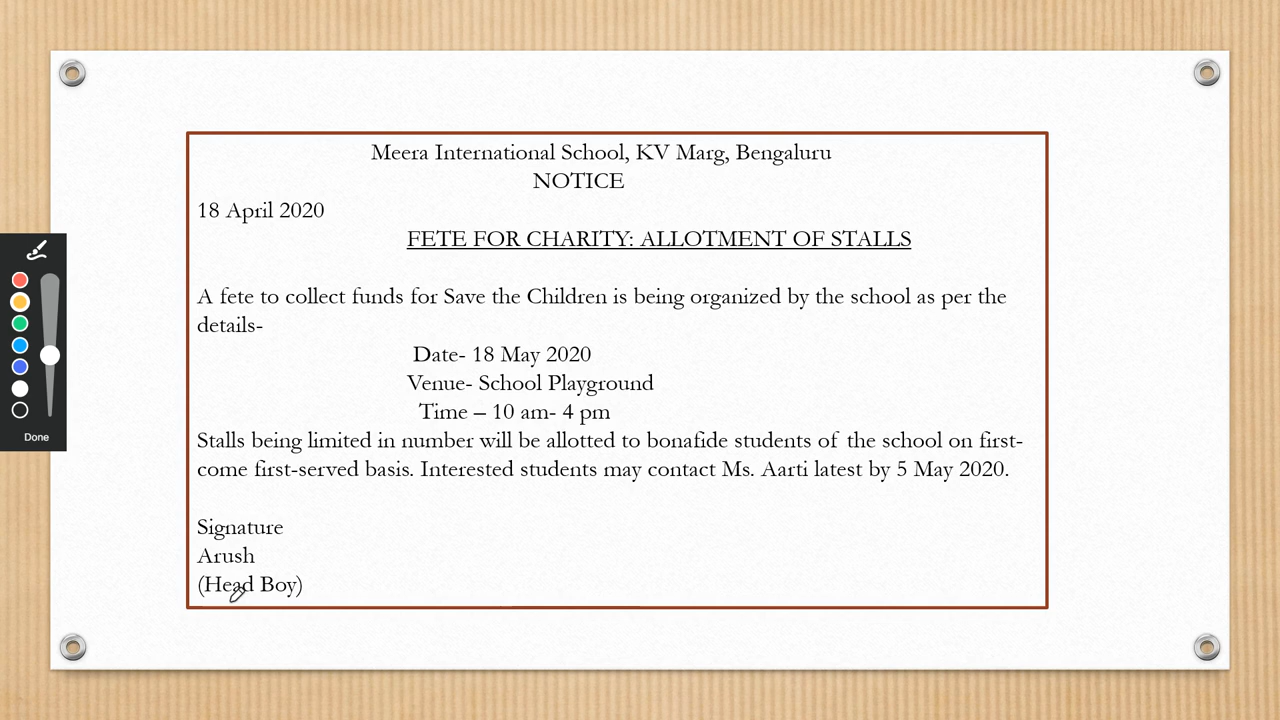 Meera International School, KV Marg, Bengaluru
NOTICE
18 April 2020
FETE FOR CHARITY: ALLOTMENT OF STALLS
A fete to collect funds for Save the Children is being organized by the school as per the
details-
Date- 18 May 2020
Venue- School Playground
Time – 10 am- 4 pm
Stalls being limited in number will be allotted to bonafide students of the school on first-
come first-served basis. Interested students may contact Ms. Aarti latest by 5 May 2020.
Signature
Arush
(Head Boy)
Done